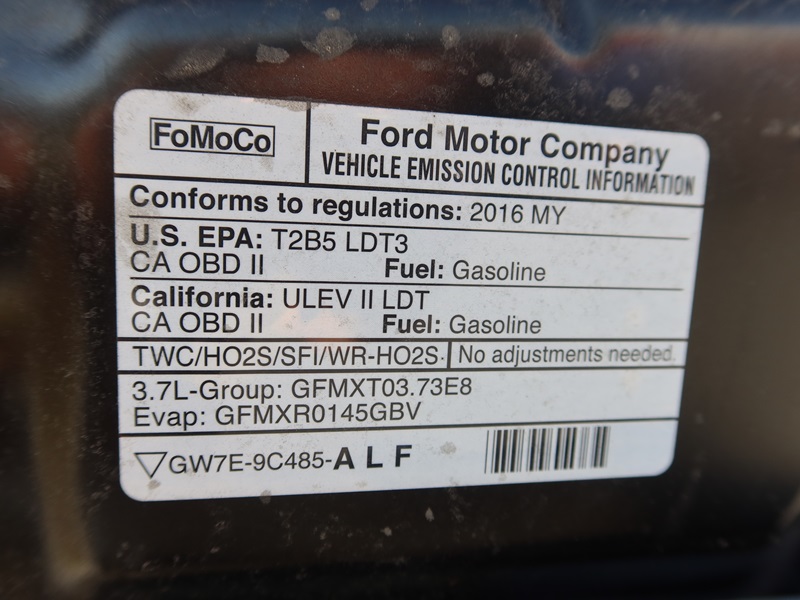 FoMoCo
Ford Motor Company
VEHICLE EMISSION CONTROL INFORMATION
Conforms to regulations: 2016 MY
U.S. EPA: T2B5 LDT3
CA OBD II Fuel: Gasoline
California: ULEV II LDT
CA OBD II Fuel: Gasoline
TWC/HO2S/SFI/WR-HO2S. No adjustments needed.
3.7L-Group: GFMXT03.73E8
Evap: GFMXR0145GBV
GW7E-9C485-ALF